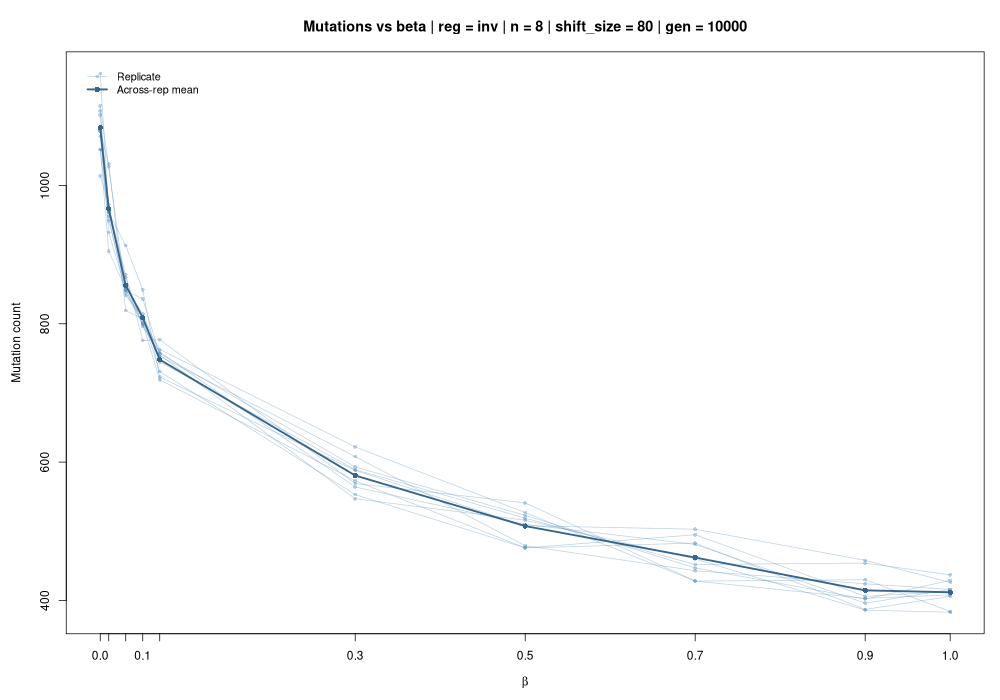 Mutations vs beta | reg = inv | n = 8 | shift_size = 80 | gen = 10000
Replicate
Across-rep mean
Mutation count
1000
800
600
400
0.0 0.1 0.3 0.5 0.7 0.9 1.0
β